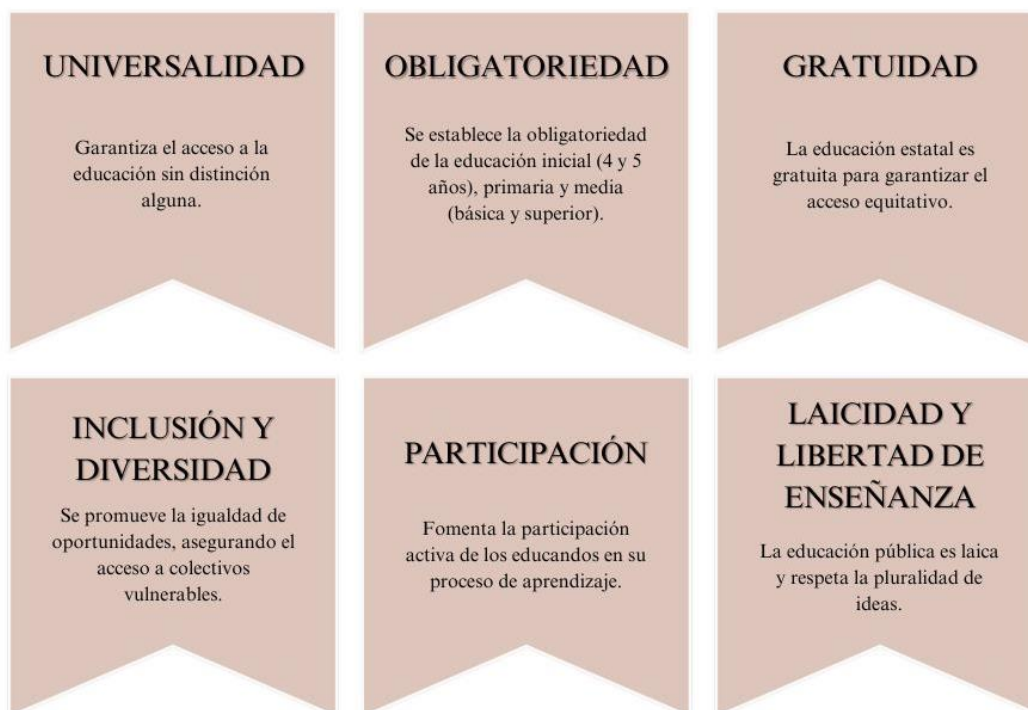 UNIVERSALIDAD
Garantiza el acceso a la
educación sin distinción
alguna.
OBLIGATORIEDAD
Se establece la obligatoriedad
de la educación inicial (4 y 5
años), primaria y media
(básica y superior).
GRATUIDAD
La educación estatal es
gratuita para garantizar el
acceso equitativo.
INCLUSIÓN Y
DIVERSIDAD
Se promueve la igualdad de
oportunidades, asegurando el
acceso a colectivos
vulnerables.
PARTICIPACIÓN
Fomenta la participación
activa de los educandos en su
proceso de aprendizaje.
LAICIDAD Y
LIBERTAD DE
ENSEÑANZA
La educación pública es laica
y respeta la pluralidad de
ideas.